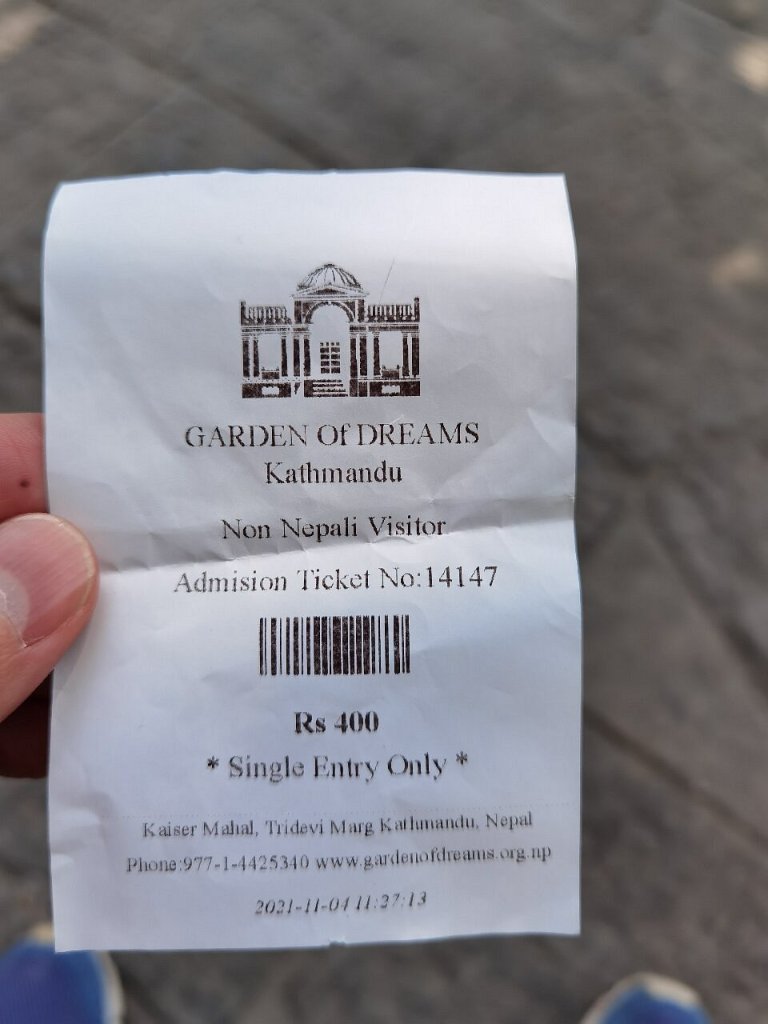 GARDEN Of DREAMS
Kathmandu
Non Nepali Visitor
Admision Ticket No:14147
Rs 400
* Single Entry Only *
Kaiser Mahal, Tridevi Marg Kathmandu, Nepal
Phone:977-1-4425340 www.gardenofdreams.org.np
2021-11-04 11:27:13